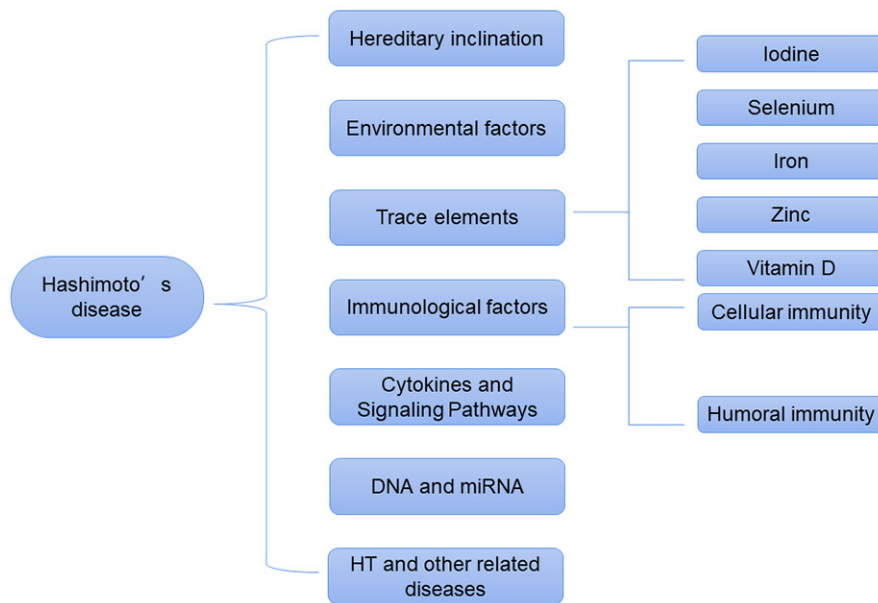 Hashimoto′s
disease
Hereditary inclination
Environmental factors
Trace elements
Immunological factors
Cytokines and
Signaling Pathways
DNA and miRNA
HT and other related
diseases
Iodine
Selenium
Iron
Zinc
Vitamin D
Cellular immunity
Humoral immunity